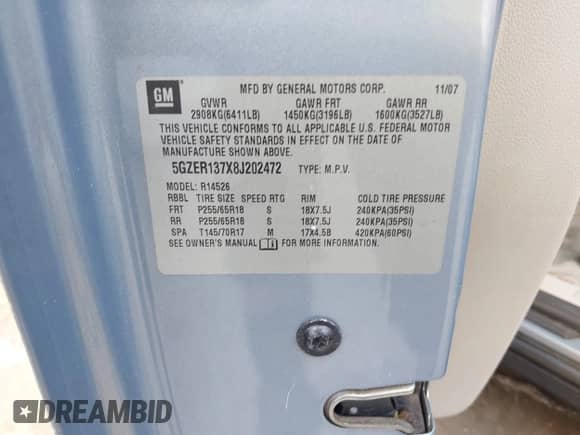 GM
MFD BY GENERAL MOTORS CORP. 11/07
GVWR GAWR FRT GAWR RR
2908KG(6411LB) 1450KG(3196LB) 1600KG(3527LB)
THIS VEHICLE CONFORMS TO ALL APPLICABLE U.S. FEDERAL MOTOR
VEHICLE SAFETY STANDARDS IN EFFECT ON THE DATE OF
MANUFACTURE SHOWN ABOVE.
5GZER137X8J202472 TYPE: M.P.V.
MODEL: R14526
RBBL TIRE SIZE SPEED RTG RIM COLD TIRE PRESSURE
FRT P255/65R18 S 18X7.5J 240KPA(35PSI)
RR P255/65R18 S 18X7.5J 240KPA(35PSI)
SPA T145/70R17 M 17X4.5B 420KPA(60PSI)
SEE OWNER'S MANUAL FOR MORE INFORMATION.
DREAMBID